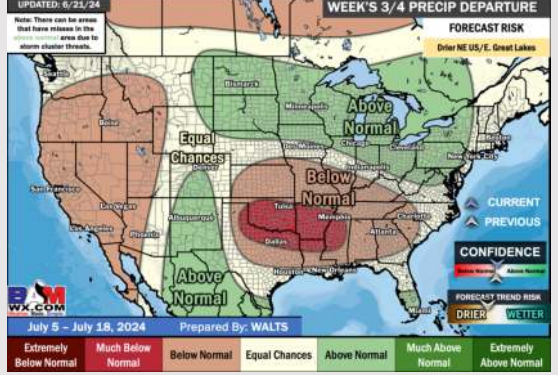 UPDATED: 6/21/24
WEEK'S 3/4 PRECIP DEPARTURE
Note: There can be areas
that have misses in the
above normal area due to
storm cluster threats.
FORECAST RISK
Drier NE US/E. Great Lakes
Seattle
Bismarck
Minneapolis
Above
Normal
Boise
Equal
Chances
Des Moines
Chicago
Cleveland
Boston
New York City
Denver
Indianapolis
San Francisco
Below
Normal
Las Vegas
Tulsa
Memphis
Charlotte
Los Angeles
Phoenix
Albuquerque
Dallas
Atlanta
CURRENT
PREVIOUS
Above
Normal
Houston
New Orleans
Miami
CONFIDENCE
Below Normal
Above Normal
FORECAST TREND RISK
DRIER
WETTER
BAM
WX.COM
July 5 – July 18, 2024
Prepared By: WALTS
Extremely
Below Normal
Much Below
Normal
Below Normal
Equal Chances
Above Normal
Much Above
Normal
Extremely
Above Normal